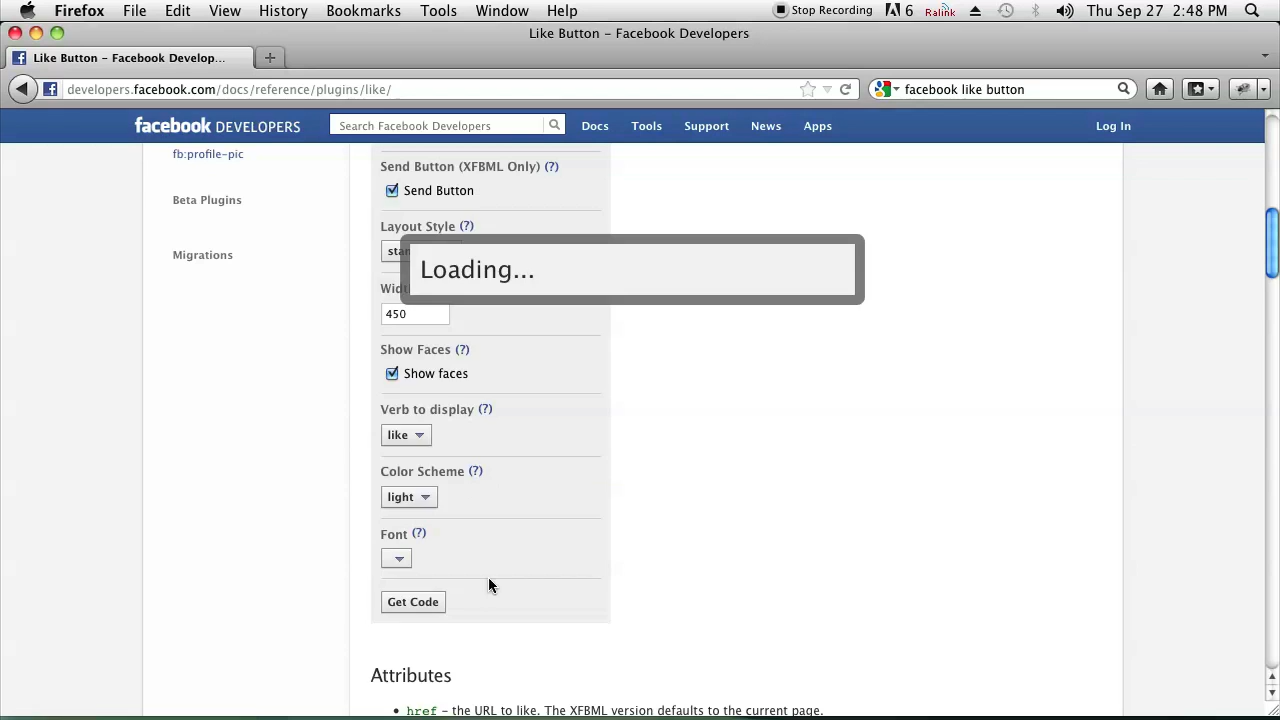 Firefox File Edit View History Bookmarks Tools Window Help Stop Recording 6 Ralink Thu Sep 27 2:48 PM
Like Button – Facebook Developers
Like Button – Facebook Develop...
developers.facebook.com/docs/reference/plugins/like/ facebook like button
facebook DEVELOPERS Search Facebook Developers Docs Tools Support News Apps Log In
fb:profile-pic
Beta Plugins
Migrations
Send Button (XFBML Only) (?)
Send Button
Layout Style (?)
Loading...
450
Show Faces (?)
Show faces
Verb to display (?)
like
Color Scheme (?)
light
Font (?)
Get Code
Attributes
• href – the URL to like. The XFBML version defaults to the current page.